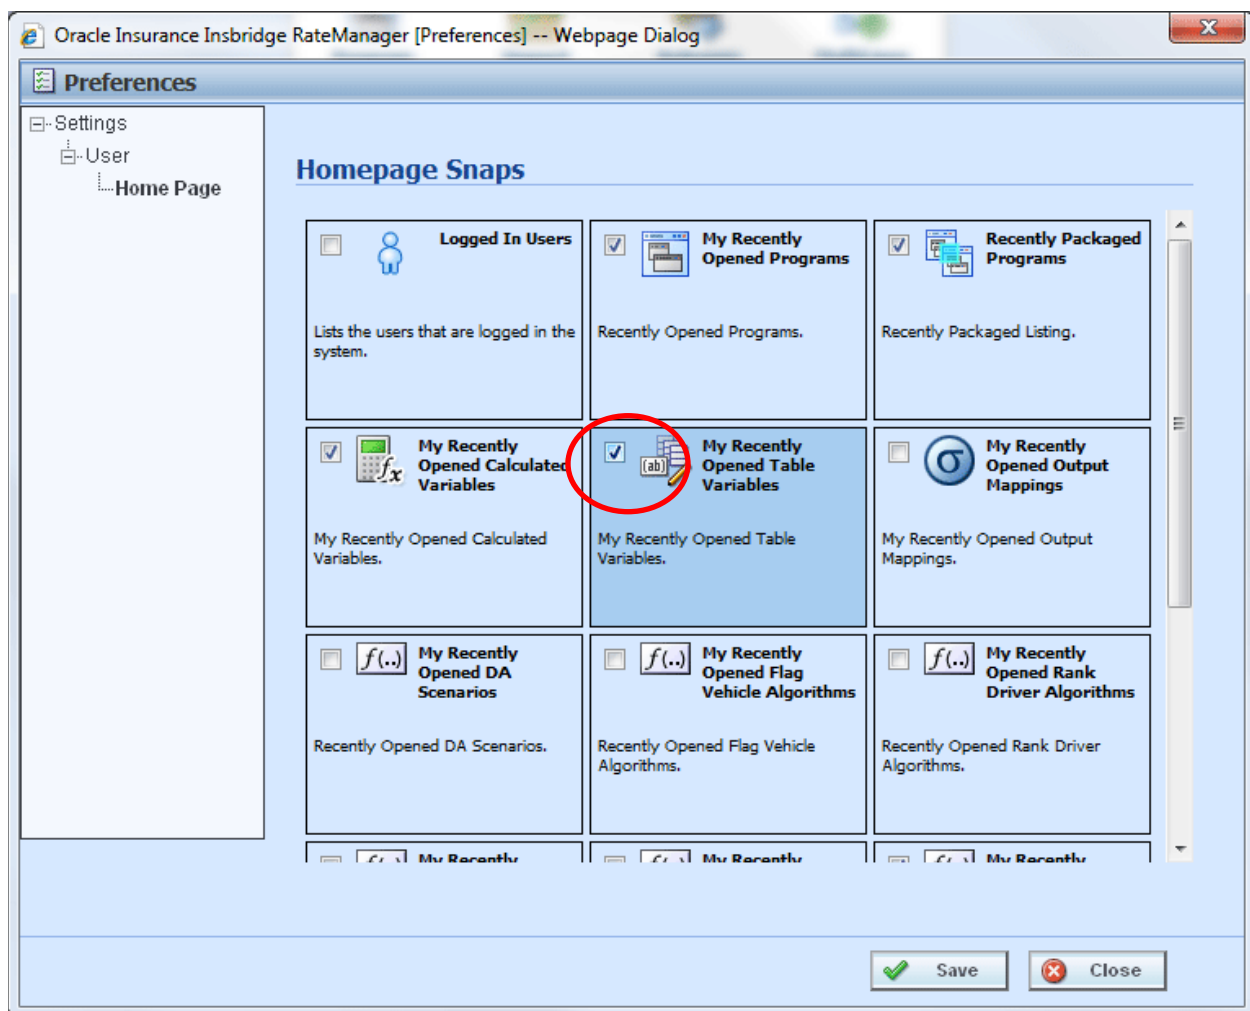 Oracle Insurance Insbridge RateManager [Preferences] -- Webpage Dialog
x
Preferences
Settings
User
Home Page
Homepage Snaps
Logged In Users
Lists the users that are logged in the
system.
My Recently
Opened Programs
Recently Opened Programs.
Recently Packaged
Programs
Recently Packaged Listing.
fx
My Recently
Opened Calculated
Variables
My Recently Opened Calculated
Variables.
(ab)
My Recently
Opened Table
Variables
My Recently Opened Table
Variables.
σ
My Recently
Opened Output
Mappings
My Recently Opened Output
Mappings.
f(..)
My Recently
Opened DA
Scenarios
Recently Opened DA Scenarios.
f(..)
My Recently
Opened Flag
Vehicle Algorithms
Recently Opened Flag Vehicle
Algorithms.
f(..)
My Recently
Opened Rank
Driver Algorithms
Recently Opened Rank Driver
Algorithms.
My Recently
My Recently
My Recently
Save
Close